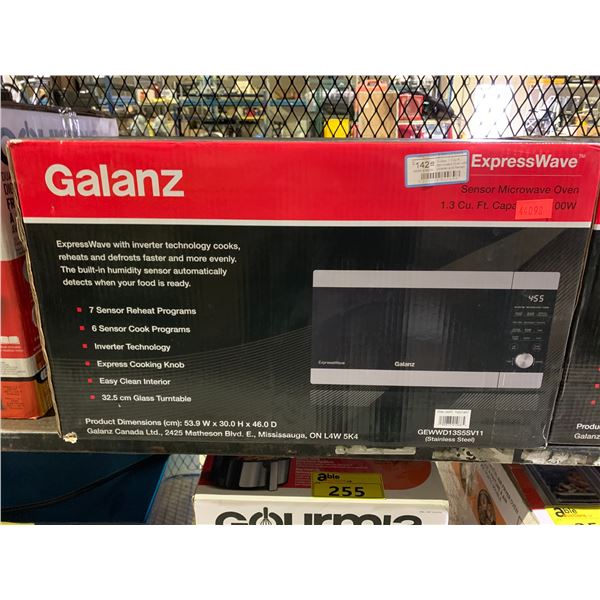 Galanz
142
ExpressWave™
Sensor Microwave Oven
1.3 Cu. Ft. 00W
ExpressWave with inverter technology cooks,
reheats and defrosts faster and more evenly.
The built-in humidity sensor automatically
detects when your food is ready.
7 Sensor Reheat Programs
6 Sensor Cook Programs
Inverter Technology
Express Cooking Knob
Easy Clean Interior
32.5 cm Glass Turntable
455
ExpressWave
Galanz
Product Dimensions (cm): 53.9 W x 30.0 H x 46.0 D
Galanz Canada Ltd., 2425 Matheson Blvd. E., Mississauga, ON L4W 5K4
GEWWD13S5SV11
(Stainless Steel)
able
255
GOURMIA
able